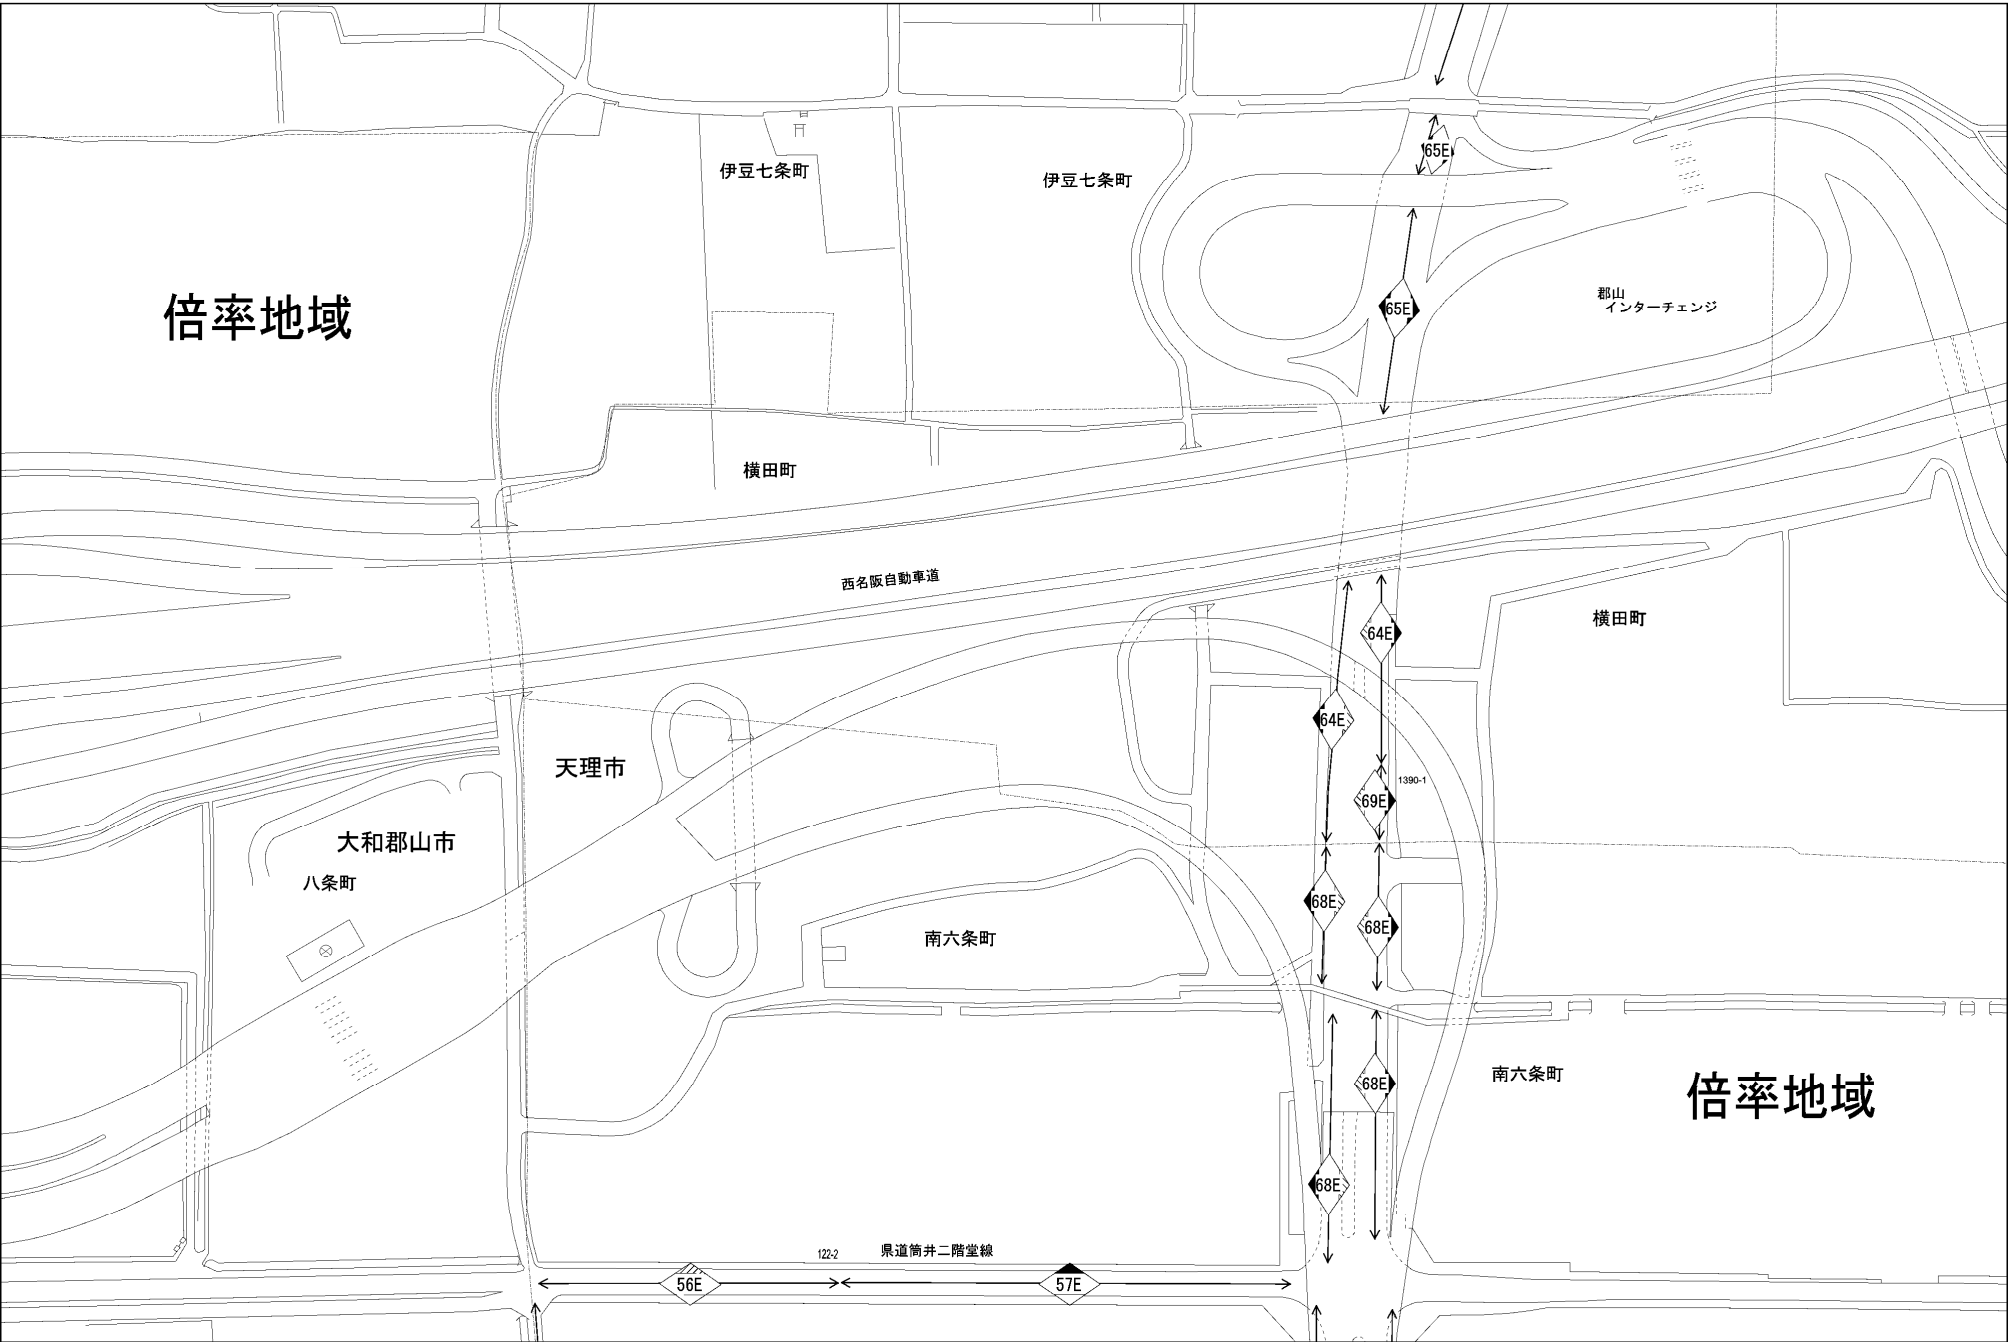 65E
伊豆七条町
伊豆七条町
倍率地域
65E
郡山
インターチェンジ
横田町
西名阪自動車道
64E
横田町
64E
天理市
1390-1
69E
大和郡山市
八条町
68E
68E
南六条町
68E
南六条町
倍率地域
68E
122-2
県道筒井二階堂線
56E
57E